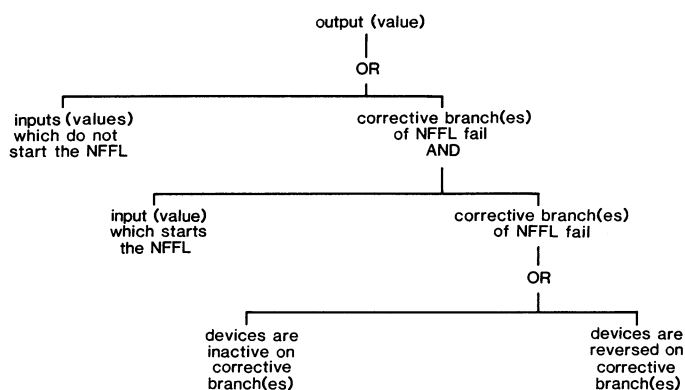 output (value)
OR
inputs (values)
which do not
start the NFFL
corrective branch(es)
of NFFL fail
AND
input (value)
which starts
the NFFL
corrective branch(es)
of NFFL fail
OR
devices are
inactive on
corrective
branch(es)
devices are
reversed on
corrective
branch(es)